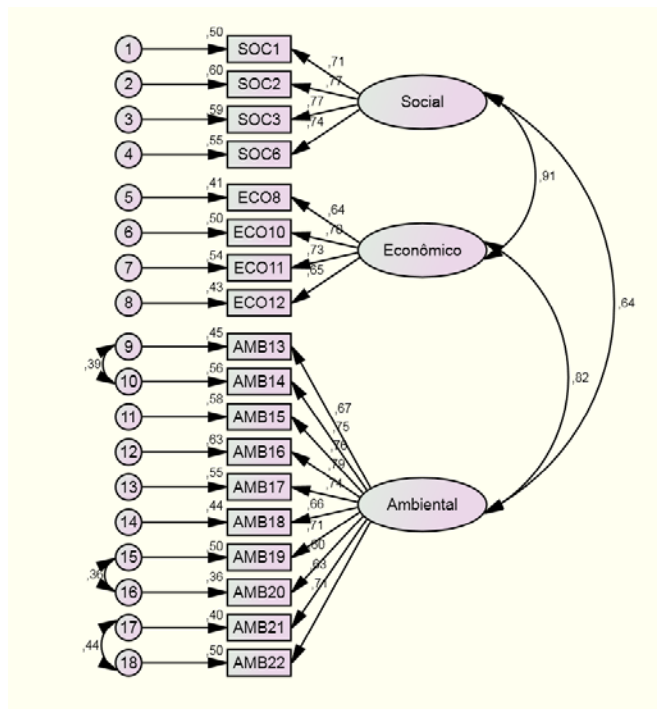 ,50
1
SOC1
,71
,60
2
SOC2
,77
Social
,59
3
SOC3
,77
,55
4
SOC6
,74
,91
,41
5
ECO8
,64
,50
6
ECO10
,70
Econômico
,54
7
ECO11
,73
,43
8
ECO12
,65
,64
,45
9
AMB13
,39
,56
10
AMB14
,82
,58
11
AMB15
,67
,75
,63
12
AMB16
,76
,79
,55
13
AMB17
,74
Ambiental
,44
14
AMB18
,66
,50
15
AMB19
,71
,36
16
AMB20
,60
,63
,40
17
AMB21
,71
,44
,50
18
AMB22